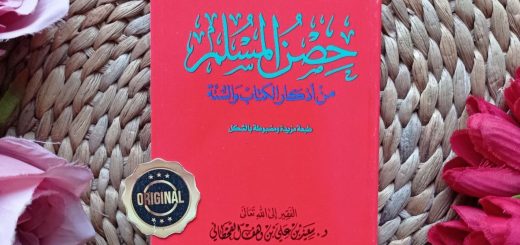 حصن المسلم
من أذكار الكتاب والسنة
طبعة مزيدة ومضبوطة بالشكل
ORIGINAL
الفقير إلى الله تعالى
د. سعيد بن علي بن وهف القحطاني